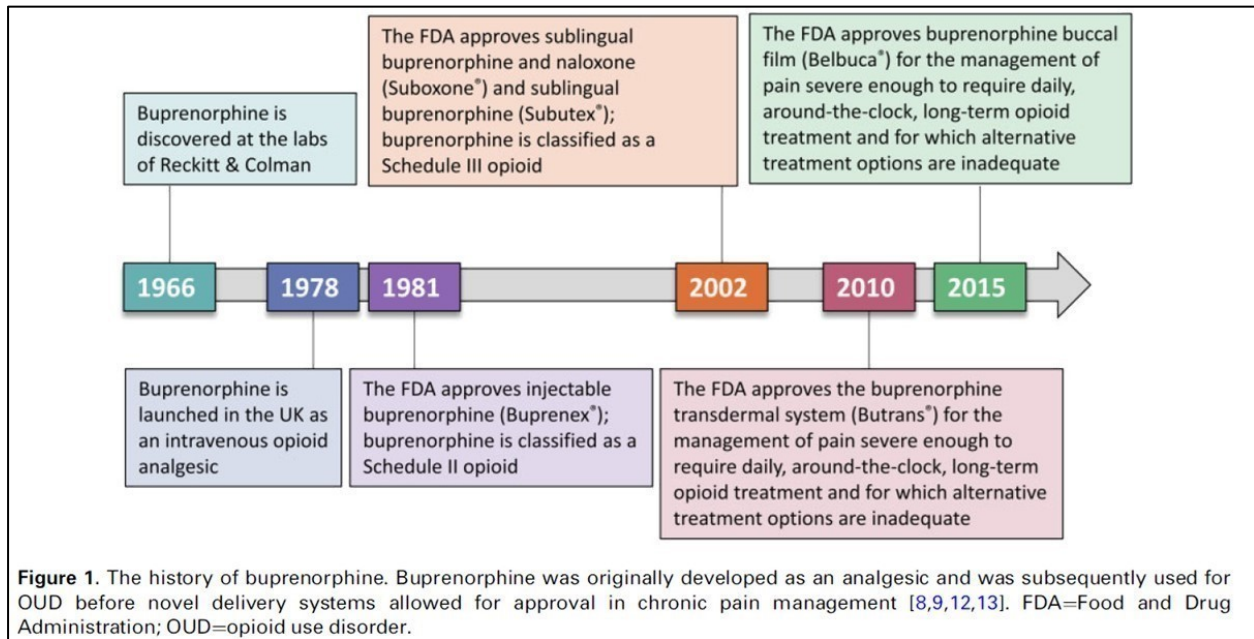 Buprenorphine is
discovered at the labs
of Reckitt & Colman
The FDA approves sublingual
buprenorphine and naloxone
(Suboxone®) and sublingual
buprenorphine (Subutex®);
buprenorphine is classified as a
Schedule III opioid
The FDA approves buprenorphine buccal
film (Belbuca®) for the management of
pain severe enough to require daily,
around-the-clock, long-term opioid
treatment and for which alternative
treatment options are inadequate
1966
1978
1981
2002
2010
2015
Buprenorphine is
launched in the UK as
an intravenous opioid
analgesic
The FDA approves injectable
buprenorphine (Buprenex®);
buprenorphine is classified as a
Schedule II opioid
The FDA approves the buprenorphine
transdermal system (Butrans®) for the
management of pain severe enough to
require daily, around-the-clock, long-term
opioid treatment and for which alternative
treatment options are inadequate
Figure 1. The history of buprenorphine. Buprenorphine was originally developed as an analgesic and was subsequently used for
OUD before novel delivery systems allowed for approval in chronic pain management [8,9,12,13]. FDA=Food and Drug
Administration; OUD=opioid use disorder.